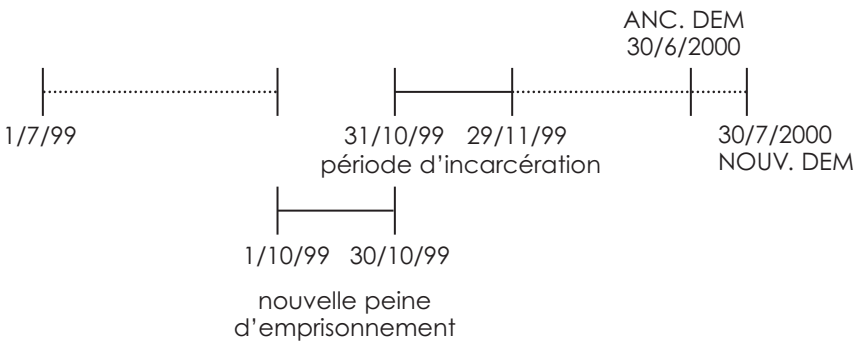 ANC. DEM
30/6/2000
1/7/99
31/10/99 29/11/99
période d'incarcération
30/7/2000
NOUV. DEM
1/10/99 30/10/99
nouvelle peine
d'emprisonnement